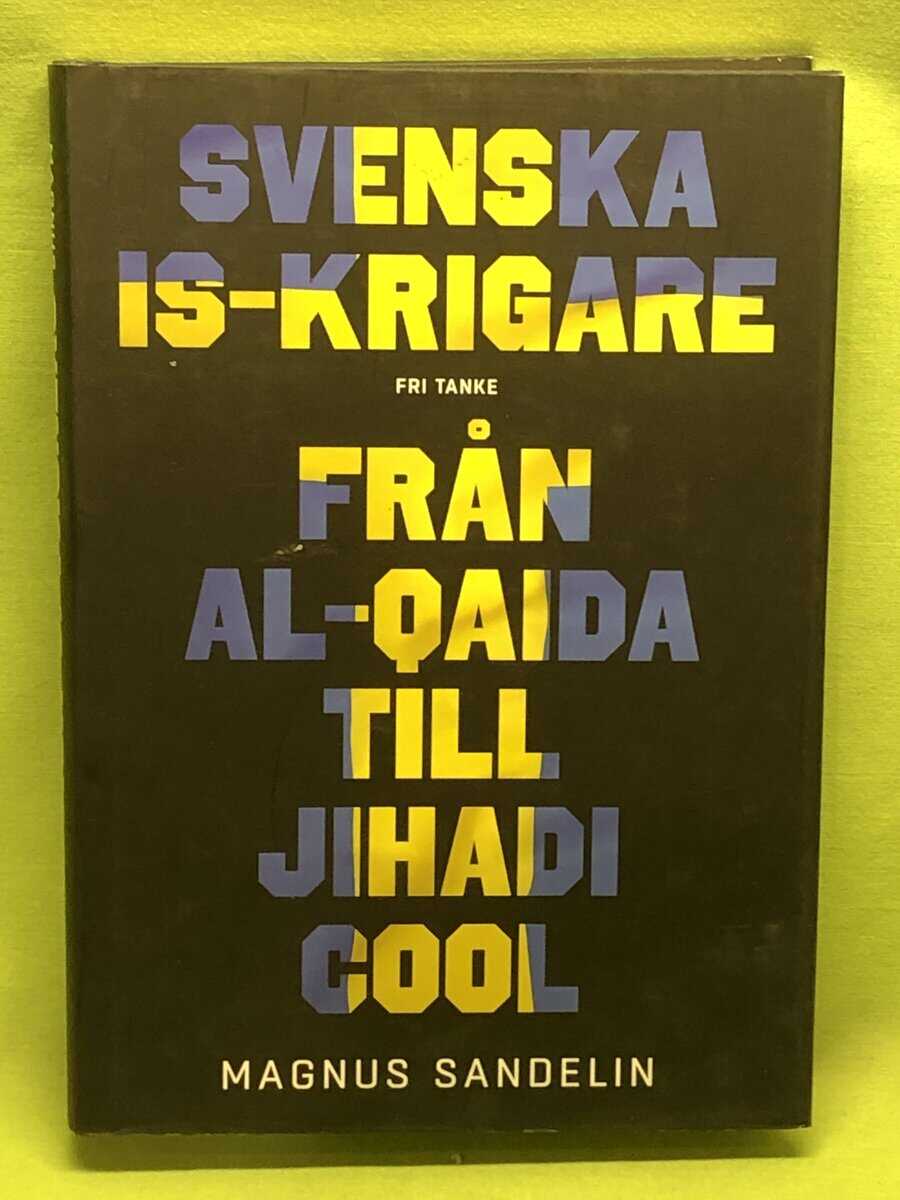 SVENSKA
IS-KRIGARE
FRI TANKE
FRÅN
AL-QAIDA
TILL
JIHADI
COOL
MAGNUS SANDELIN